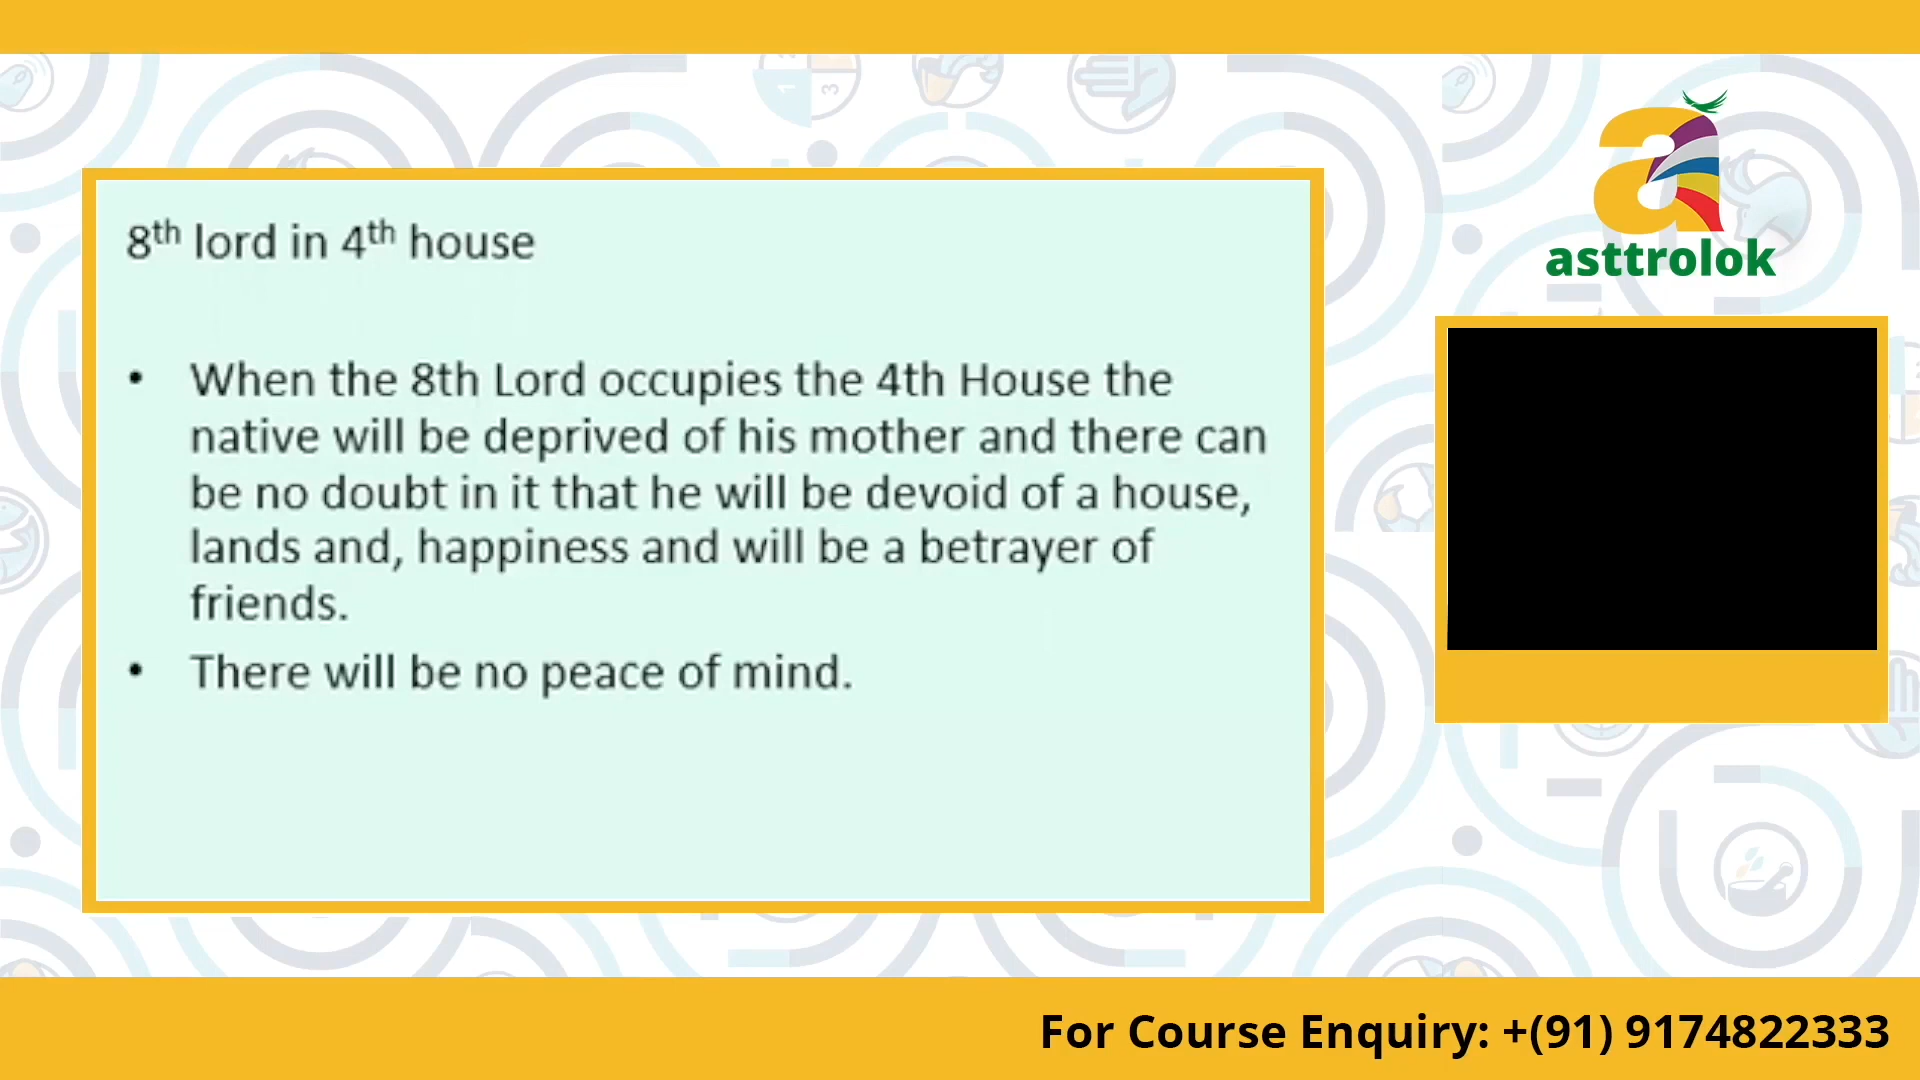 8th lord in 4th house
• When the 8th Lord occupies the 4th House the
native will be deprived of his mother and there can
be no doubt in it that he will be devoid of a house,
lands and, happiness and will be a betrayer of
friends.
• There will be no peace of mind.
asttrolok
For Course Enquiry: +(91) 9174822333